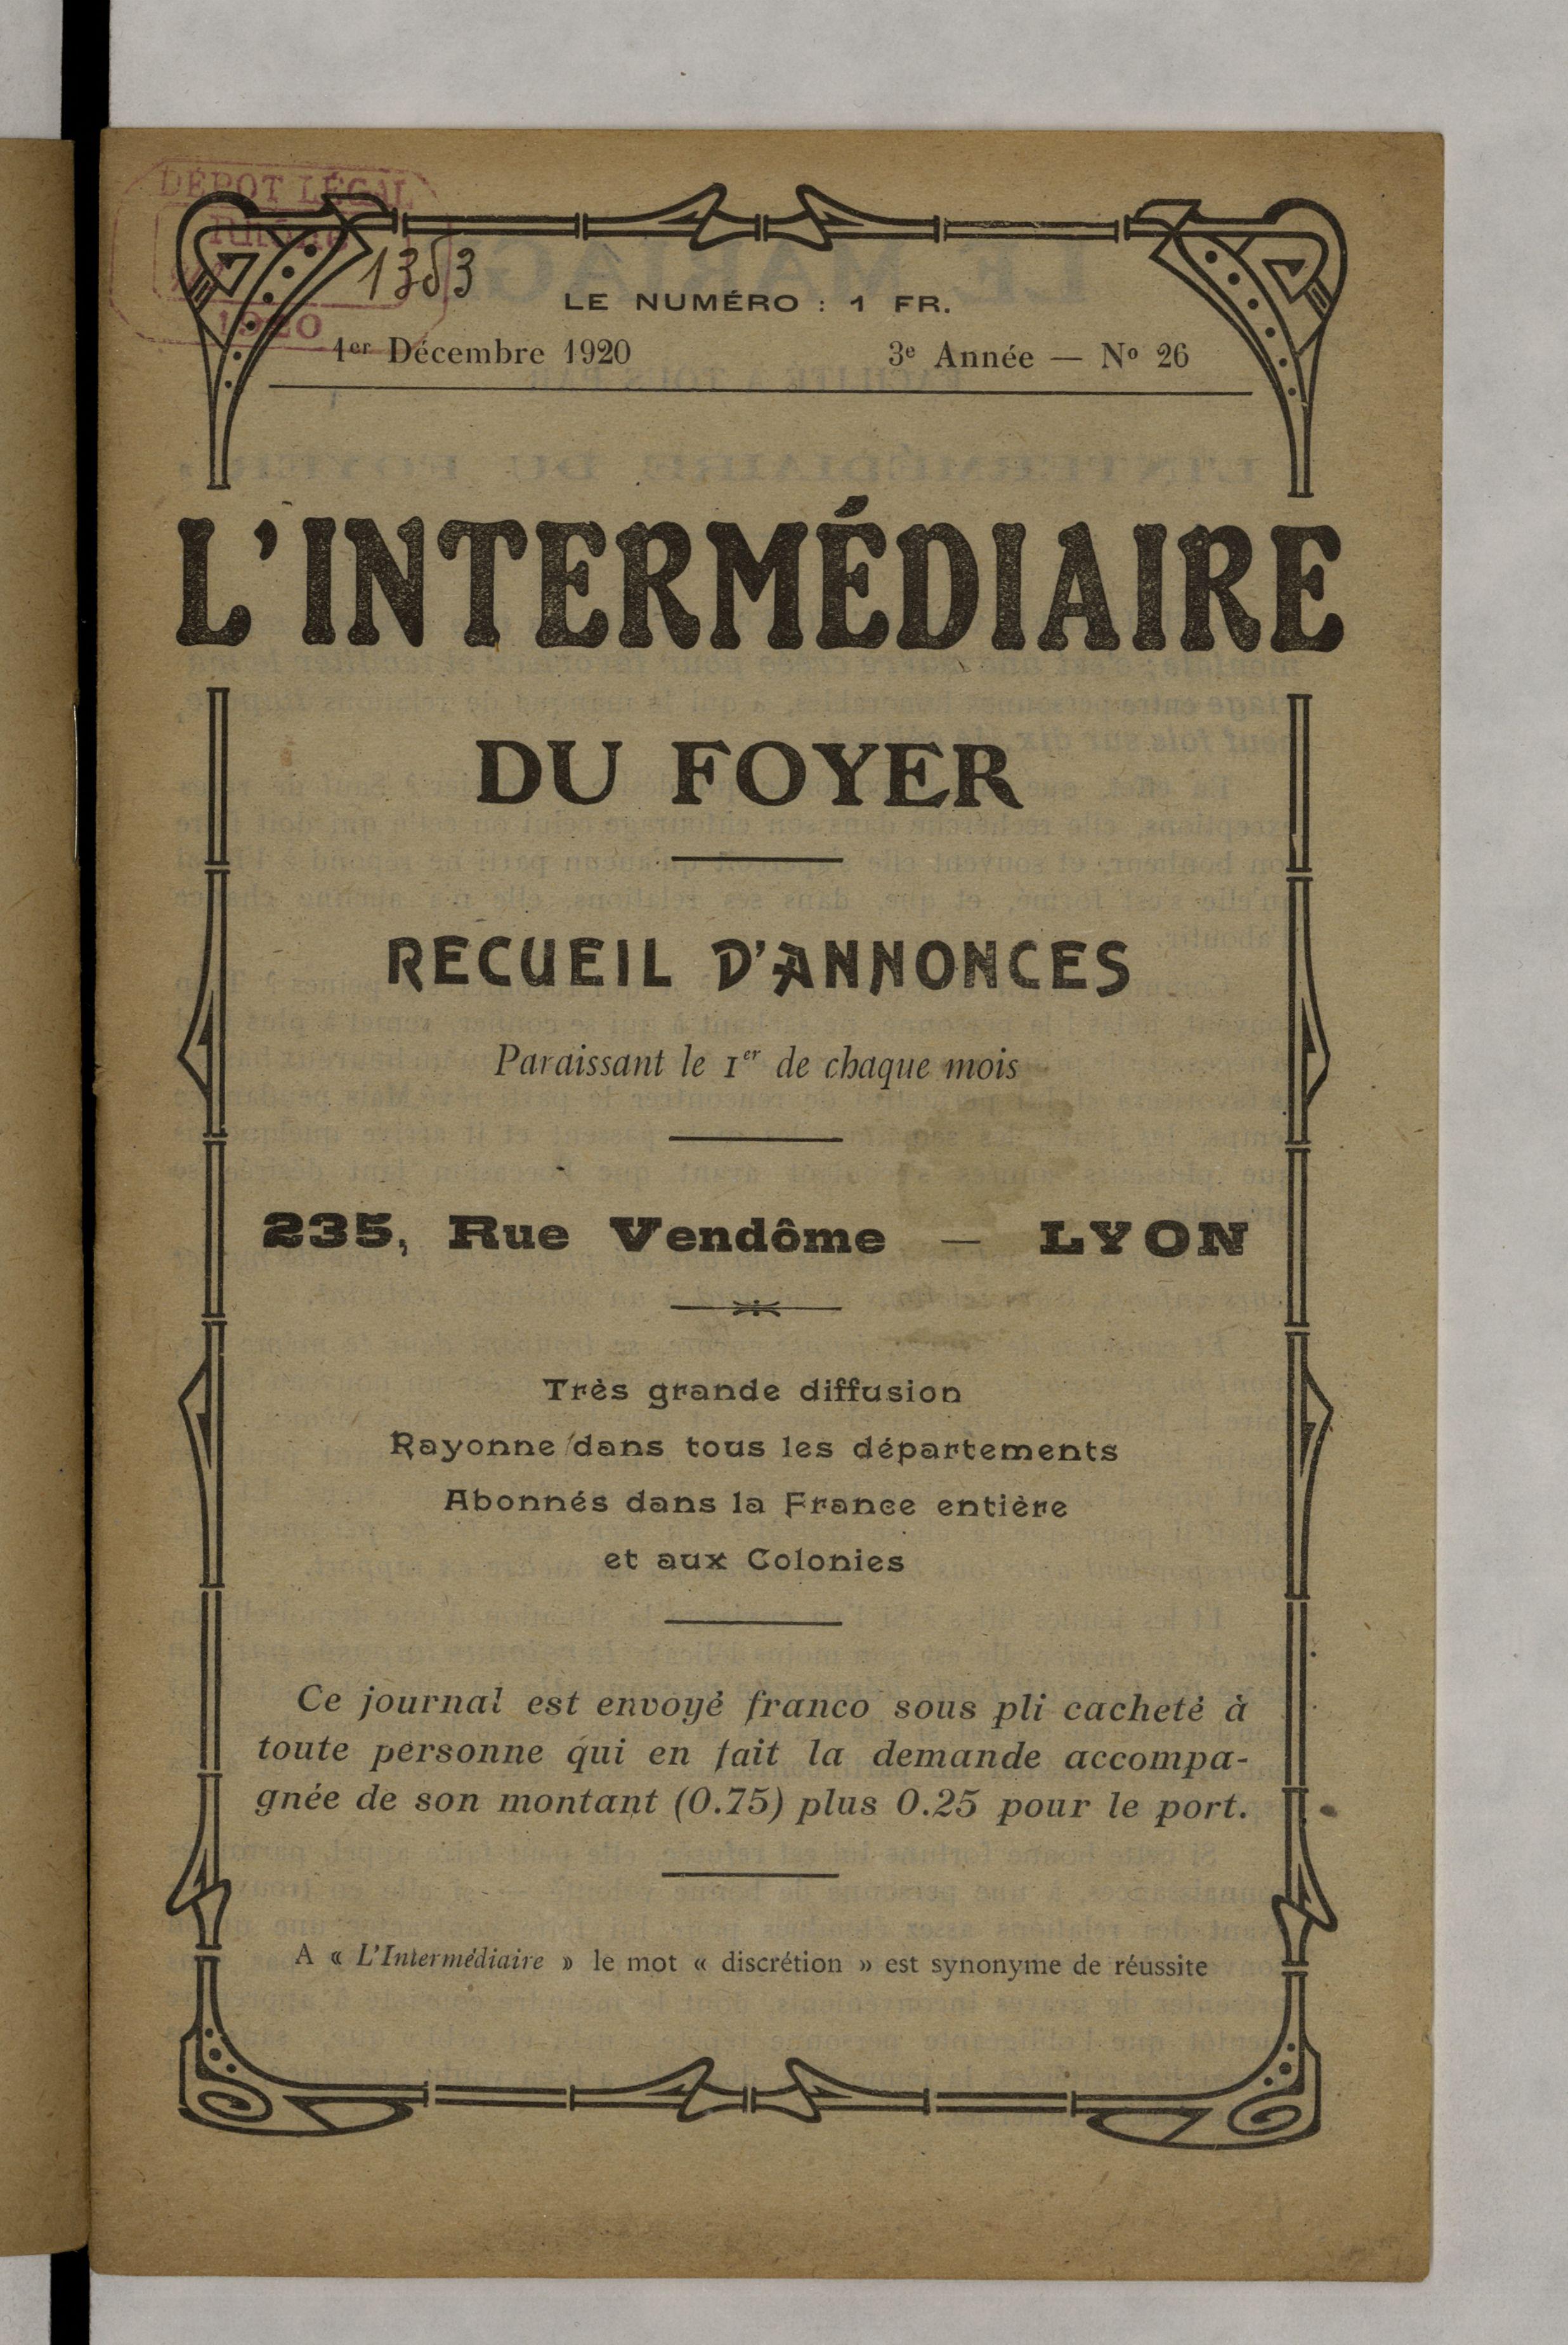 DÉPOT LÉGAL
Rhône
1920
1353
LE NUMÉRO : 1 FR.
1er Décembre 1920 3e Année — No 26
L'INTERMÉDIAIRE
DU FOYER
RECUEIL D'ANNONCES
Paraissant le 1er de chaque mois
235, Rue Vendôme — LYON
Très grande diffusion
Rayonne dans tous les départements
Abonnés dans la France entière
et aux Colonies
Ce journal est envoyé franco sous pli cacheté à
toute personne qui en fait la demande accompa-
gnée de son montant (0.75) plus 0.25 pour le port.
A « L'Intermédiaire » le mot « discrétion » est synonyme de réussite